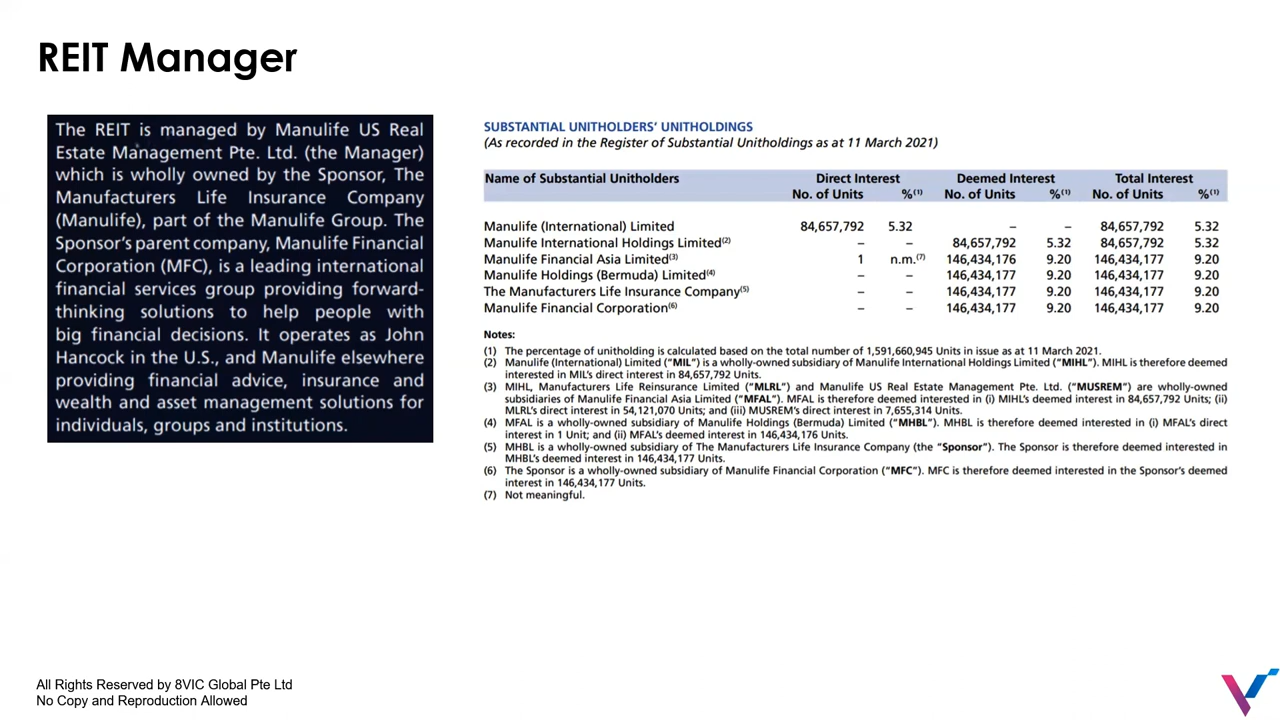 REIT Manager
The REIT is managed by Manulife US Real
Estate Management Pte. Ltd. (the Manager)
which is wholly owned by the Sponsor, The
Manufacturers Life Insurance Company
(Manulife), part of the Manulife Group. The
Sponsor's parent company, Manulife Financial
Corporation (MFC), is a leading international
financial services group providing forward-
thinking solutions to help people with
big financial decisions. It operates as John
Hancock in the U.S., and Manulife elsewhere
providing financial advice, insurance and
wealth and asset management solutions for
individuals, groups and institutions.
SUBSTANTIAL UNITHOLDERS' UNITHOLDINGS
(As recorded in the Register of Substantial Unitholdings as at 11 March 2021)
Name of Substantial Unitholders Direct Interest Deemed Interest Total Interest
No. of Units %(1) No. of Units %(1) No. of Units %(1)
Manulife (International) Limited 84,657,792 5.32 – – 84,657,792 5.32
Manulife International Holdings Limited(2) – – 84,657,792 5.32 84,657,792 5.32
Manulife Financial Asia Limited(3) 1 n.m.(7) 146,434,176 9.20 146,434,177 9.20
Manulife Holdings (Bermuda) Limited(4) – – 146,434,177 9.20 146,434,177 9.20
The Manufacturers Life Insurance Company(5) – – 146,434,177 9.20 146,434,177 9.20
Manulife Financial Corporation(6) – – 146,434,177 9.20 146,434,177 9.20
Notes:
(1) The percentage of unitholding is calculated based on the total number of 1,591,660,945 Units in issue as at 11 March 2021.
(2) Manulife (International) Limited ("MIL") is a wholly-owned subsidiary of Manulife International Holdings Limited ("MIHL"). MIHL is therefore deemed
interested in MIL's direct interest in 84,657,792 Units.
(3) MIHL, Manufacturers Life Reinsurance Limited ("MLRL") and Manulife US Real Estate Management Pte. Ltd. ("MUSREM") are wholly-owned
subsidiaries of Manulife Financial Asia Limited ("MFAL"). MFAL is therefore deemed interested in (i) MIHL's deemed interest in 84,657,792 Units; (ii)
MLRL's direct interest in 54,121,070 Units; and (iii) MUSREM's direct interest in 7,655,314 Units.
(4) MFAL is a wholly-owned subsidiary of Manulife Holdings (Bermuda) Limited ("MHBL"). MHBL is therefore deemed interested in (i) MFAL's direct
interest in 1 Unit; and (ii) MFAL's deemed interest in 146,434,176 Units.
(5) MHBL is a wholly-owned subsidiary of The Manufacturers Life Insurance Company (the "Sponsor"). The Sponsor is therefore deemed interested in
MHBL's deemed interest in 146,434,177 Units.
(6) The Sponsor is a wholly-owned subsidiary of Manulife Financial Corporation ("MFC"). MFC is therefore deemed interested in the Sponsor's deemed
interest in 146,434,177 Units.
(7) Not meaningful.
All Rights Reserved by 8VIC Global Pte Ltd
No Copy and Reproduction Allowed